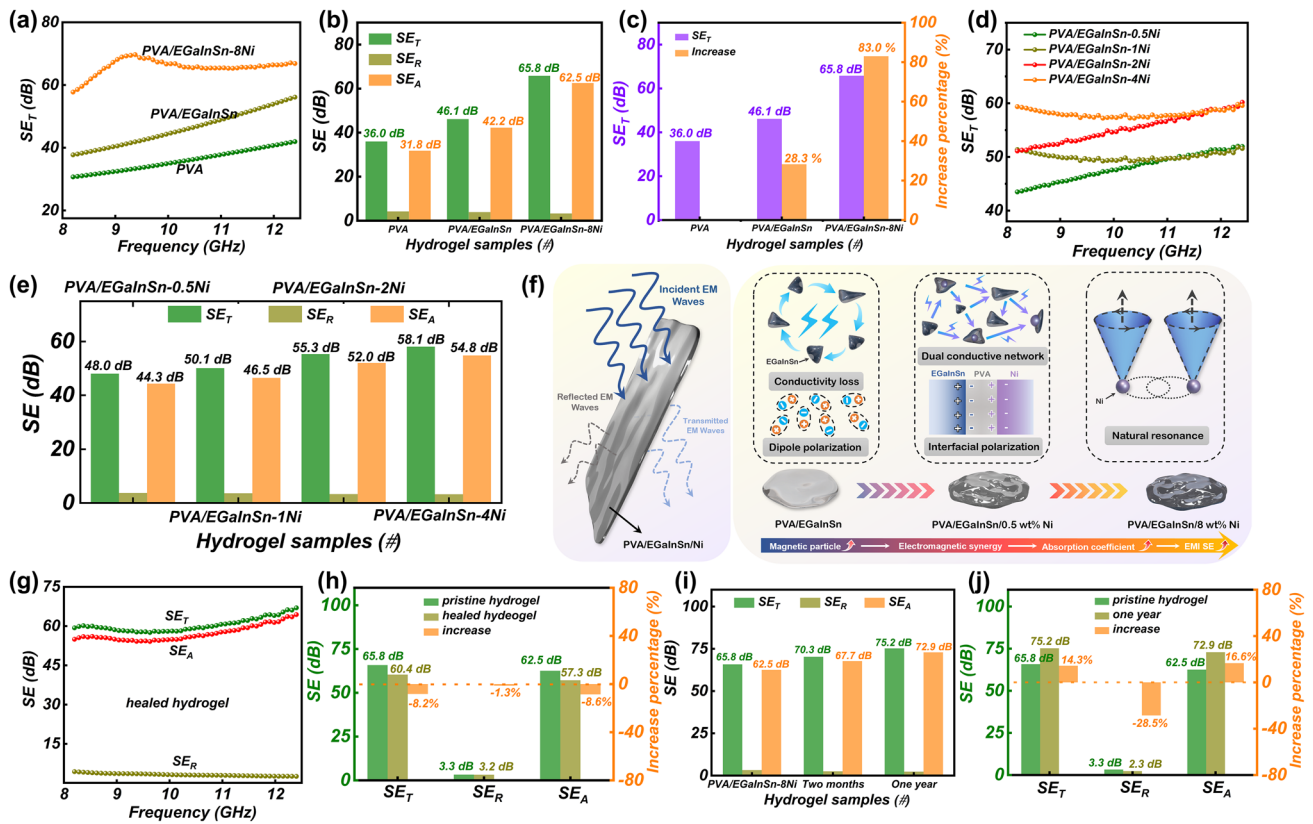 (a)
80
60
40
20
SE_T (dB)
PVA/EGaInSn-8Ni
PVA/EGaInSn
PVA
8 9 10 11 12
Frequency (GHz)
(b)
80
60
40
20
0
SE (dB)
SE_T
SE_R
SE_A
36.0 dB
31.8 dB
46.1 dB
42.2 dB
65.8 dB
62.5 dB
PVA PVA/EGaInSn PVA/EGaInSn-8Ni
Hydrogel samples (#)
(c)
80
60
40
20
0
SE_T (dB)
SE_T
Increase
36.0 dB
46.1 dB
28.3 %
65.8 dB
83.0 %
100
80
60
40
20
0
Increase percentage (%)
PVA PVA/EGaInSn PVA/EGaInSn-8Ni
Hydrogel samples (#)
(d)
70
60
50
40
SE_T (dB)
PVA/EGaInSn-0.5Ni
PVA/EGaInSn-1Ni
PVA/EGaInSn-2Ni
PVA/EGaInSn-4Ni
8 9 10 11 12
Frequency (GHz)
(e)
PVA/EGaInSn-0.5Ni PVA/EGaInSn-2Ni
SE_T SE_R SE_A
80
60
40
20
0
SE (dB)
48.0 dB
44.3 dB
50.1 dB
46.5 dB
55.3 dB
52.0 dB
58.1 dB
54.8 dB
PVA/EGaInSn-1Ni PVA/EGaInSn-4Ni
Hydrogel samples (#)
(f)
Incident EM
Waves
Reflected EM
Waves
Transmitted
EM Waves
PVA/EGaInSn/Ni
EGaInSn
Conductivity loss
Dipole polarization
Dual conductive network
EGaInSn PVA Ni
Interfacial polarization
Ni
Natural resonance
PVA/EGaInSn
PVA/EGaInSn/0.5 wt% Ni
PVA/EGaInSn/8 wt% Ni
Magnetic particle Electromagnetic synergy Absorption coefficient EMI SE
(g)
75
60
45
30
15
SE (dB)
SE_T
SE_A
healed hydrogel
SE_R
8 9 10 11 12
Frequency (GHz)
(h)
100
75
50
25
0
SE (dB)
pristine hydrogel
healed hydeogel
increase
65.8 dB
60.4 dB
-8.2%
3.3 dB
3.2 dB
-1.3%
62.5 dB
57.3 dB
-8.6%
80
40
0
-40
-80
Increase percentage (%)
SE_T SE_R SE_A
(i)
100
75
50
25
0
SE (dB)
SE_T SE_R SE_A
65.8 dB
62.5 dB
70.3 dB
67.7 dB
75.2 dB
72.9 dB
PVA/EGaInSn-8Ni Two months One year
Hydrogel samples (#)
(j)
100
75
50
25
0
SE (dB)
pristine hydrogel
one year
increase
65.8 dB
75.2 dB
14.3%
3.3 dB
2.3 dB
-28.5%
62.5 dB
72.9 dB
16.6%
80
40
0
-40
-80
Increase percentage (%)
SE_T SE_R SE_A